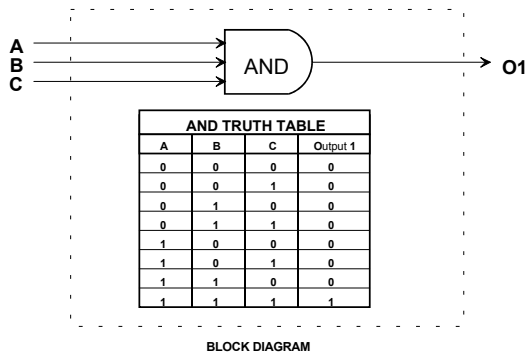 A
B
C
AND
O1
AND TRUTH TABLE
A B C Output 1
0 0 0 0
0 0 1 0
0 1 0 0
0 1 1 0
1 0 0 0
1 0 1 0
1 1 0 0
1 1 1 1
BLOCK DIAGRAM